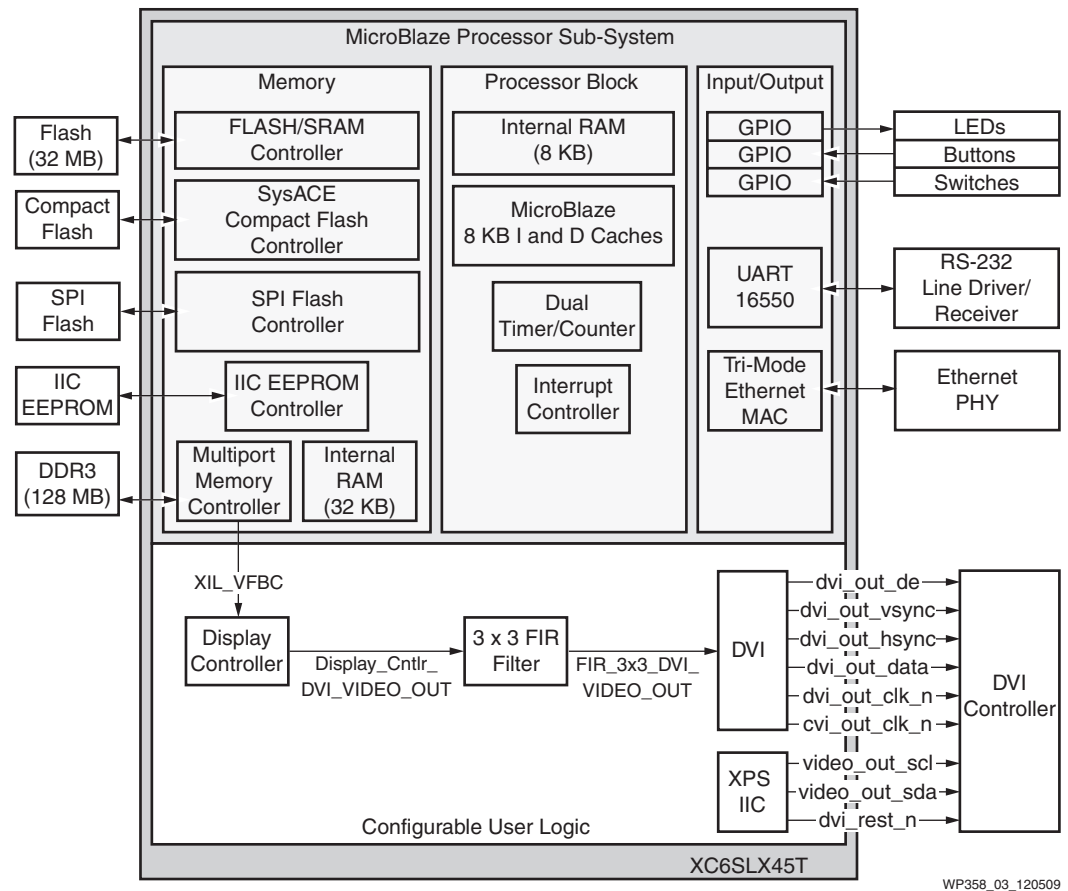 MicroBlaze Processor Sub-System
Memory
Processor Block
Input/Output
Flash
(32 MB)
FLASH/SRAM
Controller
Compact
Flash
SysACE
Compact Flash
Controller
SPI
Flash
SPI Flash
Controller
IIC
EEPROM
IIC EEPROM
Controller
DDR3
(128 MB)
Multiport
Memory
Controller
Internal
RAM
(32 KB)
Internal RAM
(8 KB)
MicroBlaze
8 KB I and D Caches
Dual
Timer/Counter
Interrupt
Controller
GPIO
GPIO
GPIO
LEDs
Buttons
Switches
UART
16550
RS-232
Line Driver/
Receiver
Tri-Mode
Ethernet
MAC
Ethernet
PHY
XIL_VFBC
Display
Controller
Display_Cntlr_
DVI_VIDEO_OUT
3 x 3 FIR
Filter
FIR_3x3_DVI_
VIDEO_OUT
DVI
dvi_out_de
dvi_out_vsync
dvi_out_hsync
dvi_out_data
dvi_out_clk_n
cvi_out_clk_n
XPS
IIC
video_out_scl
video_out_sda
dvi_rest_n
DVI
Controller
Configurable User Logic
XC6SLX45T
WP358_03_120509